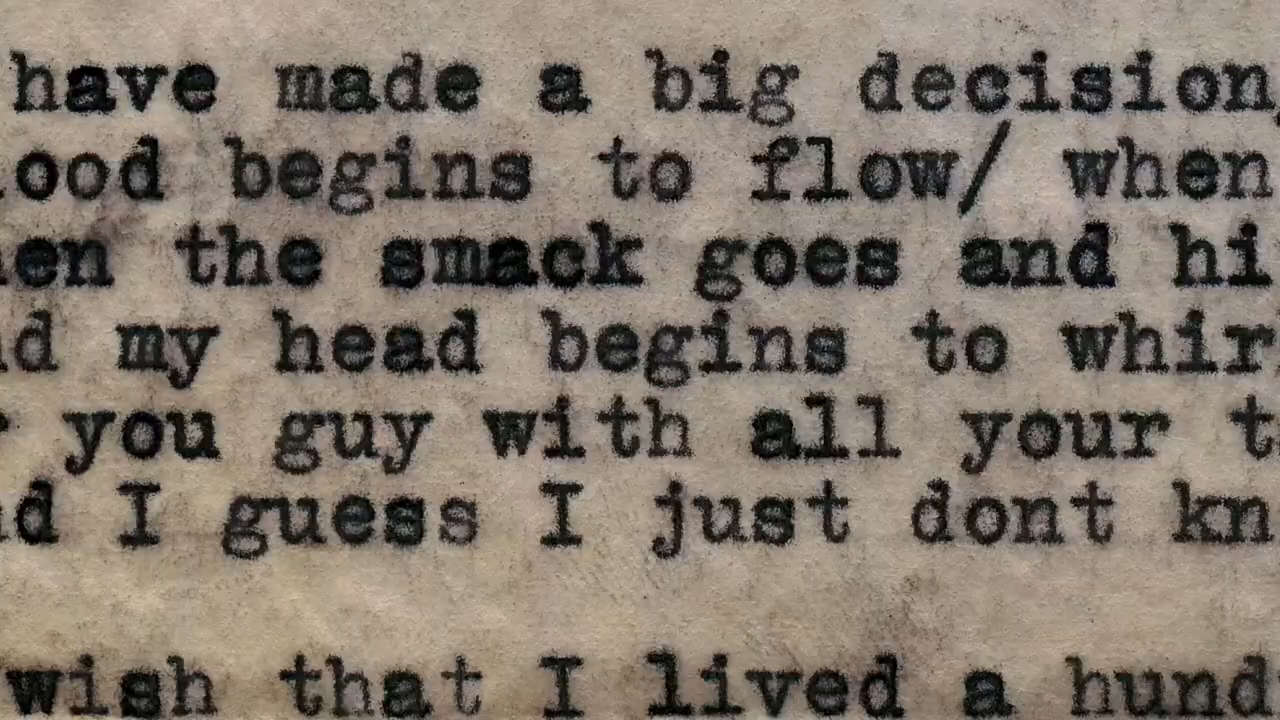 have made a big decision,
ood begins to flow/ when
en the smack goes and hi
d my head begins to whir
you guy with all your t
d I guess I just dont kn
wish that I lived a hund